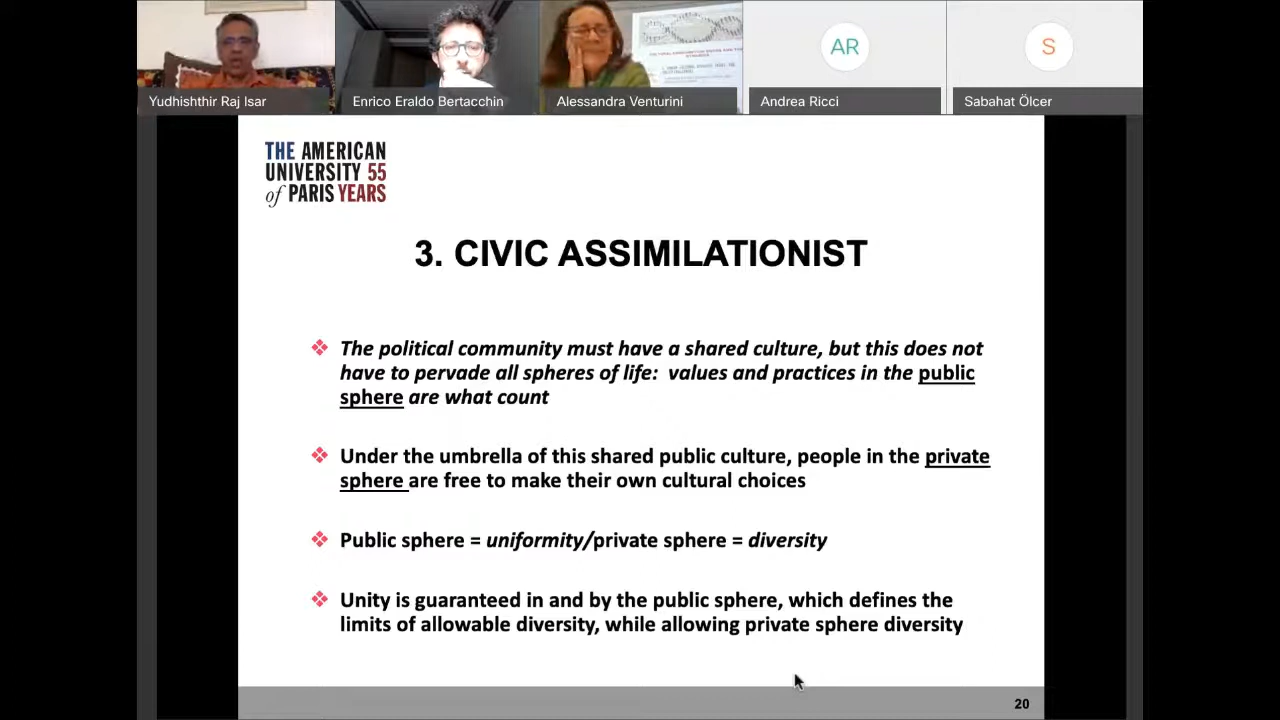 Yudhishthir Raj Isar
Enrico Eraldo Bertacchin
Alessandra Venturini
AR
Andrea Ricci
S
Sabahat Ölcer
THE AMERICAN
UNIVERSITY 55
of PARIS YEARS
3. CIVIC ASSIMILATIONIST
The political community must have a shared culture, but this does not
have to pervade all spheres of life: values and practices in the public
sphere are what count
Under the umbrella of this shared public culture, people in the private
sphere are free to make their own cultural choices
Public sphere = uniformity/private sphere = diversity
Unity is guaranteed in and by the public sphere, which defines the
limits of allowable diversity, while allowing private sphere diversity
20